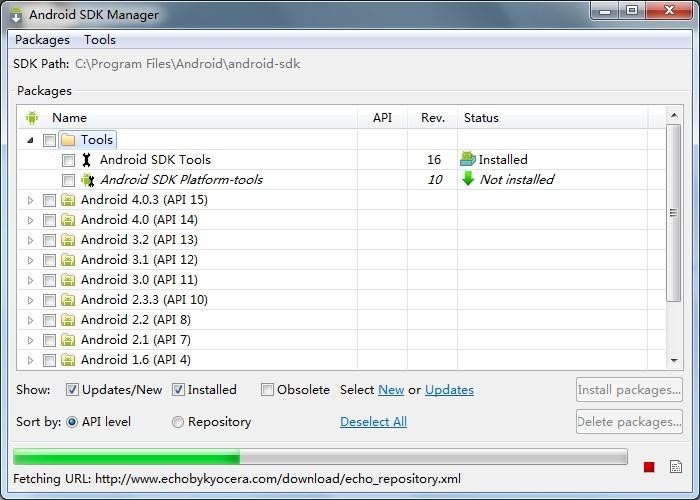 Android SDK Manager
Packages Tools
SDK Path: C:\Program Files\Android\android-sdk
Packages
Name API Rev. Status
Tools
Android SDK Tools 16 Installed
Android SDK Platform-tools 10 Not installed
Android 4.0.3 (API 15)
Android 4.0 (API 14)
Android 3.2 (API 13)
Android 3.1 (API 12)
Android 3.0 (API 11)
Android 2.3.3 (API 10)
Android 2.2 (API 8)
Android 2.1 (API 7)
Android 1.6 (API 4)
Show: Updates/New Installed Obsolete Select New or Updates Install packages...
Sort by: API level Repository Deselect All Delete packages...
Fetching URL: http://www.echobykyocera.com/download/echo_repository.xml